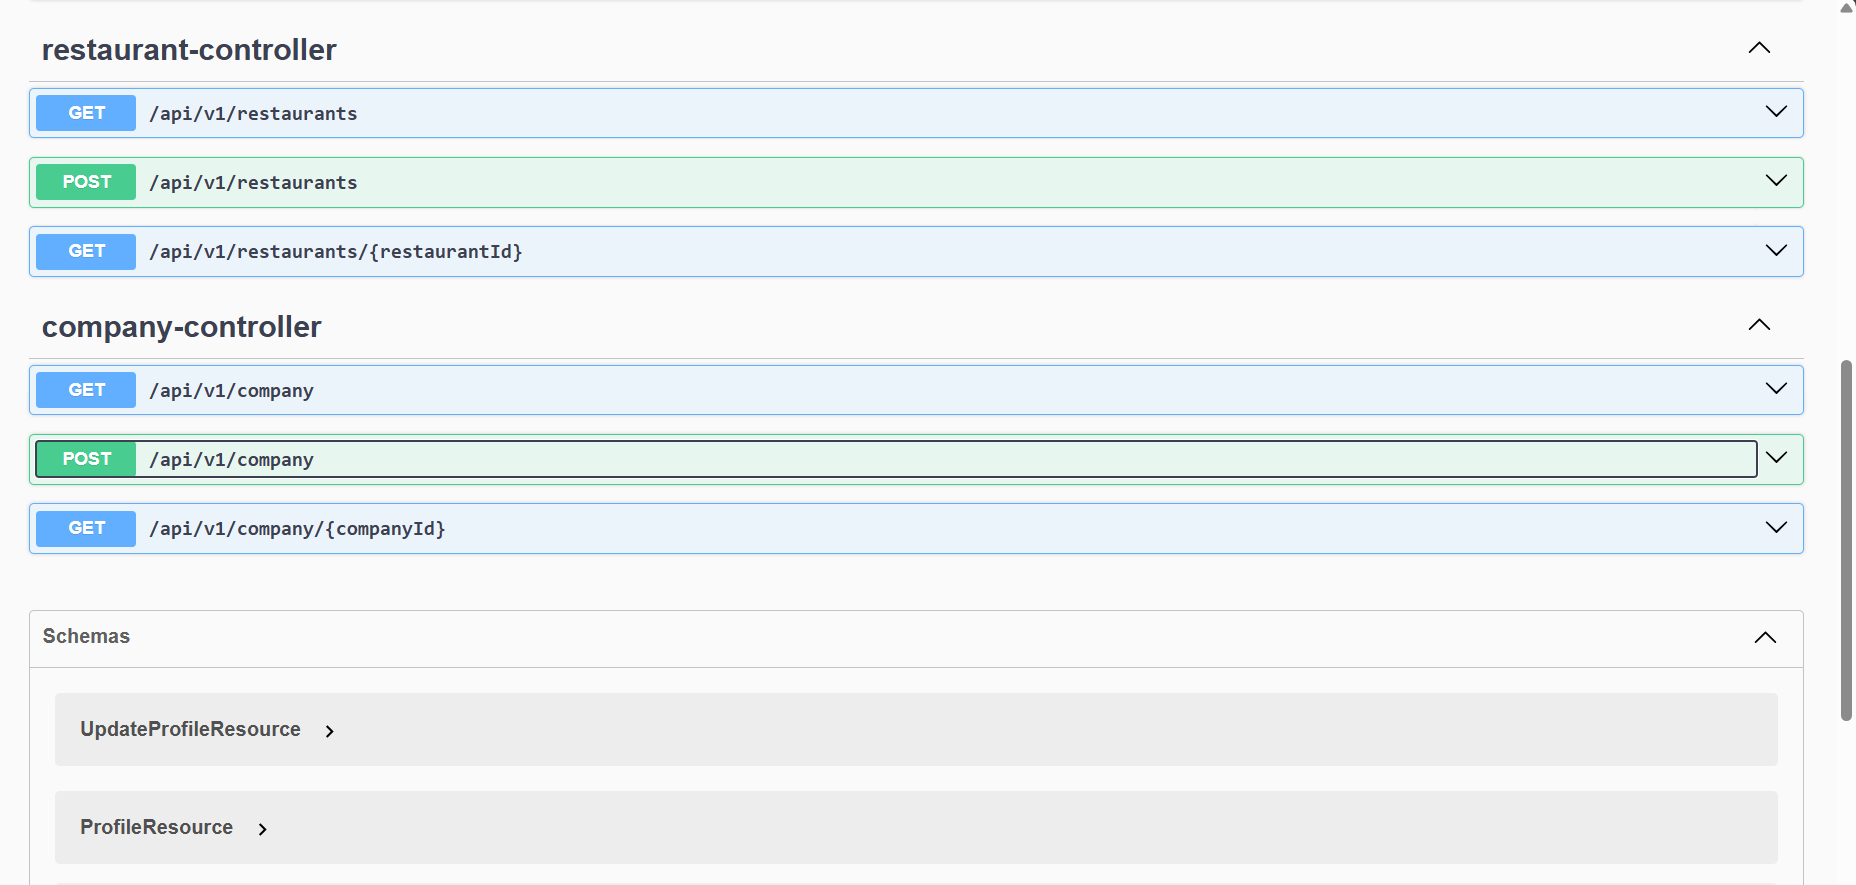 restaurant-controller
GET /api/v1/restaurants
POST /api/v1/restaurants
GET /api/v1/restaurants/{restaurantId}
company-controller
GET /api/v1/company
POST /api/v1/company
GET /api/v1/company/{companyId}
Schemas
UpdateProfileResource
ProfileResource